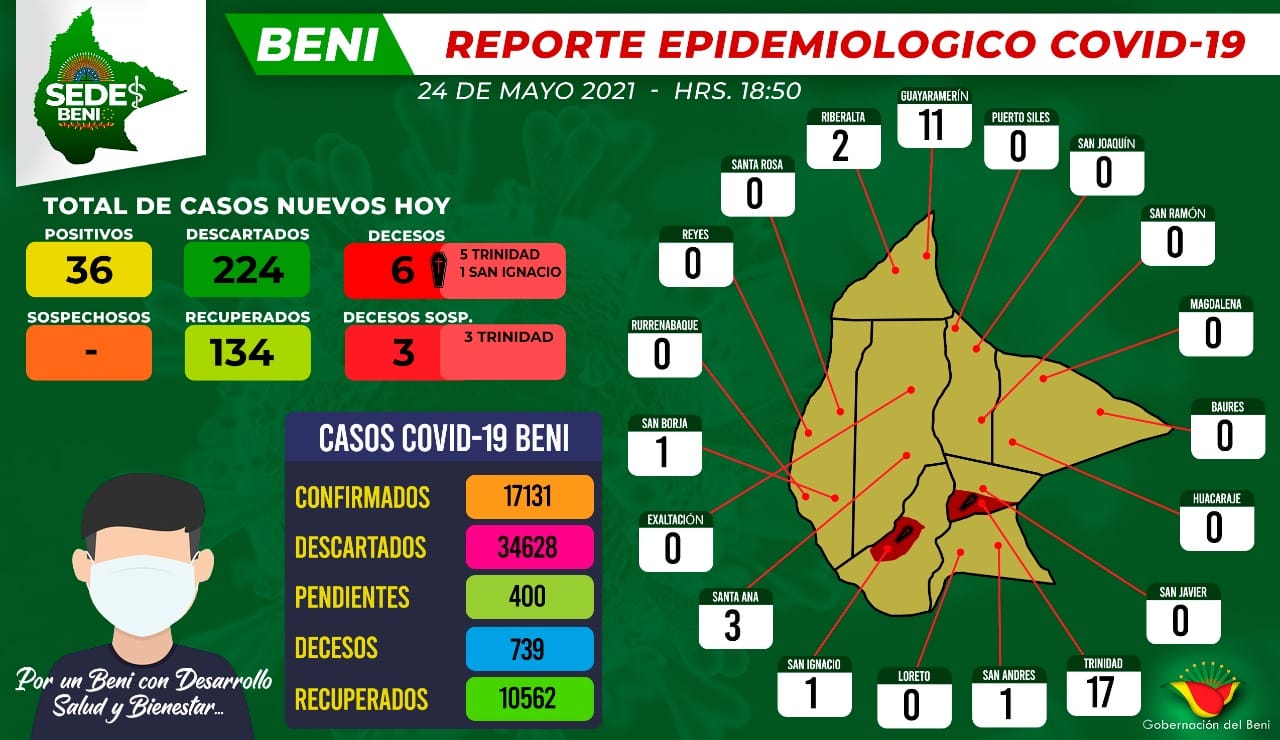 SEDES
BENI
BENI
REPORTE EPIDEMIOLOGICO COVID-19
24 DE MAYO 2021 - HRS. 18:50
TOTAL DE CASOS NUEVOS HOY
POSITIVOS
36
DESCARTADOS
224
DECESOS
6
5 TRINIDAD
1 SAN IGNACIO
SOSPECHOSOS
-
RECUPERADOS
134
DECESOS SOSP.
3
3 TRINIDAD
CASOS COVID-19 BENI
CONFIRMADOS 17131
DESCARTADOS 34628
PENDIENTES 400
DECESOS 739
RECUPERADOS 10562
Por un Beni con Desarrollo
Salud y Bienestar...
GUAYARAMERÍN
11
RIBERALTA
2
PUERTO SILES
0
SAN JOAQUÍN
0
SANTA ROSA
0
SAN RAMÓN
0
REYES
0
MAGDALENA
0
RURRENABAQUE
0
BAURES
0
SAN BORJA
1
HUACARAJE
0
EXALTACIÓN
0
SAN JAVIER
0
SANTA ANA
3
SAN IGNACIO
1
LORETO
0
SAN ANDRES
1
TRINIDAD
17
Gobernación del Beni